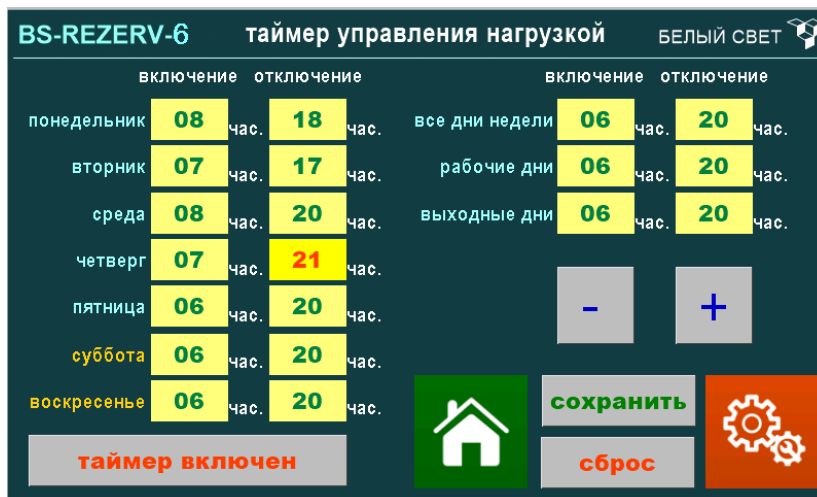 BS-REZERV-6 таймер управления нагрузкой БЕЛЫЙ СВЕТ
включение отключение включение отключение
понедельник 08 час. 18 час. все дни недели 06 час. 20 час.
вторник 07 час. 17 час. рабочие дни 06 час. 20 час.
среда 08 час. 20 час. выходные дни 06 час. 20 час.
четверг 07 час. 21 час.
пятница 06 час. 20 час. - +
суббота 06 час. 20 час.
воскресенье 06 час. 20 час. сохранить
таймер включен сброс